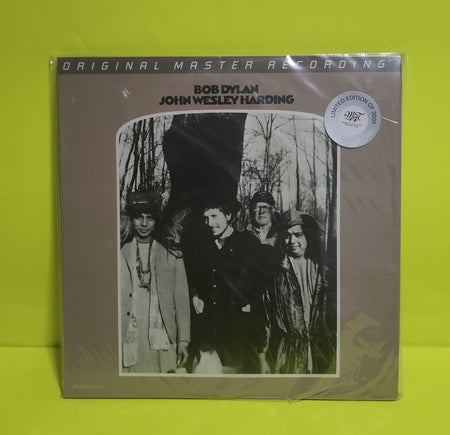 ORIGINAL MASTER RECORDING
BOB DYLAN
JOHN WESLEY HARDING
LIMITED EDITION OF 3000